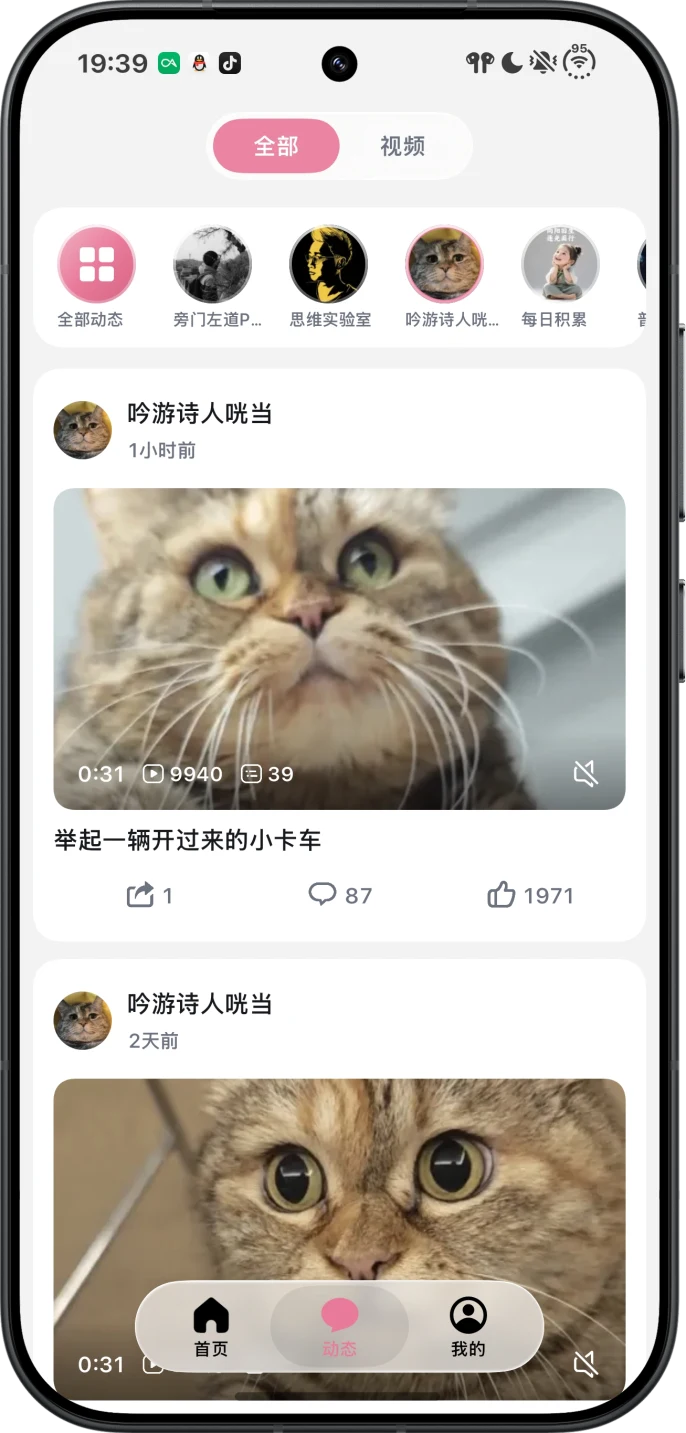 19:39
95
全部
视频
全部动态
旁门左道P...
思维实验室
吟游诗人咣...
每日积累
吟游诗人咣当
1小时前
0:31
9940
39
举起一辆开过来的小卡车
1
87
1971
吟游诗人咣当
2天前
0:31
首页
动态
我的